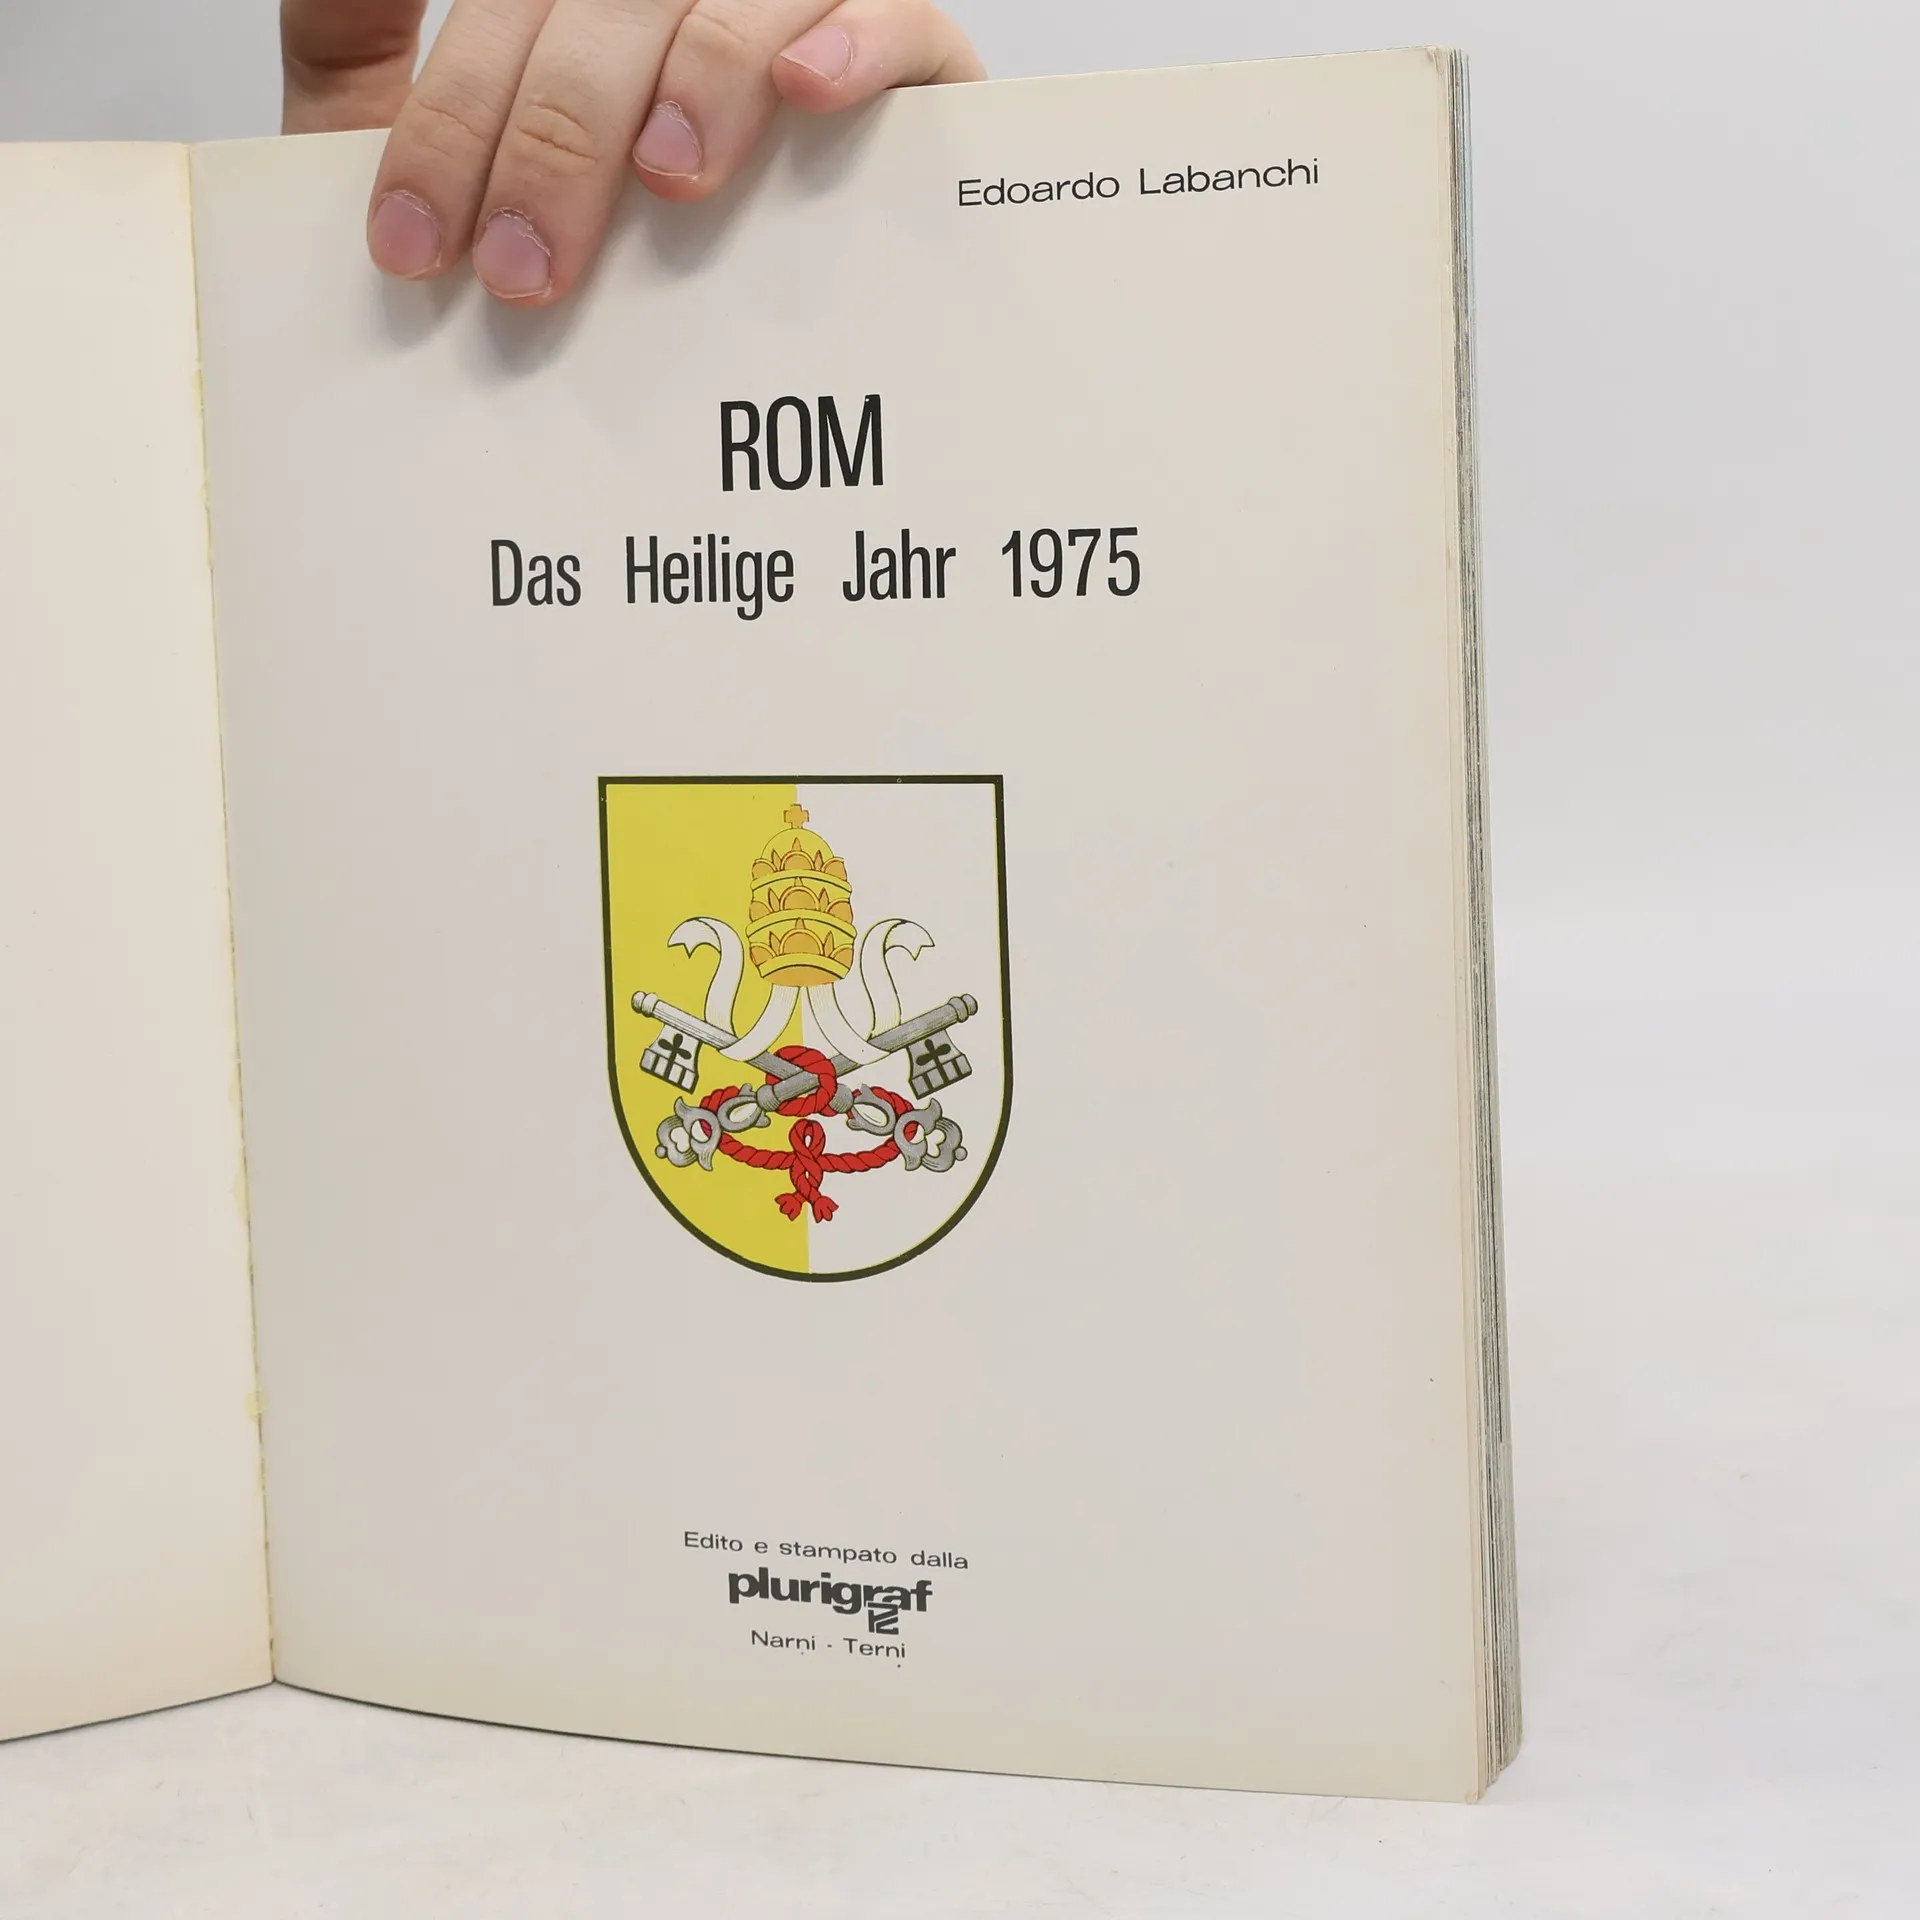 Edoardo Labanchi
ROM
Das Heilige Jahr 1975
Edito e stampato dalla
plurigraf
Narni - Terni